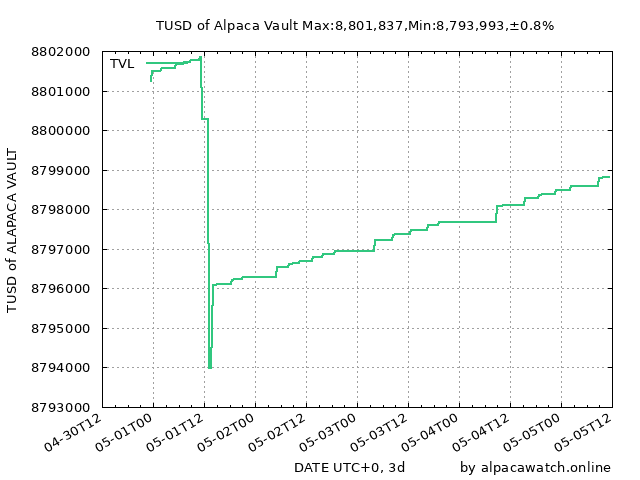 TUSD of Alpaca Vault Max:8,801,837,Min:8,793,993,±0.8%
8802000
TVL
8801000
8800000
8799000
8798000
8797000
8796000
8795000
8794000
8793000
TUSD of ALAPACA VAULT
04-30T12
05-01T00
05-01T12
05-02T00
05-02T12
05-03T00
05-03T12
05-04T00
05-04T12
05-05T00
05-05T12
DATE UTC+0, 3d
by alpacawatch.online